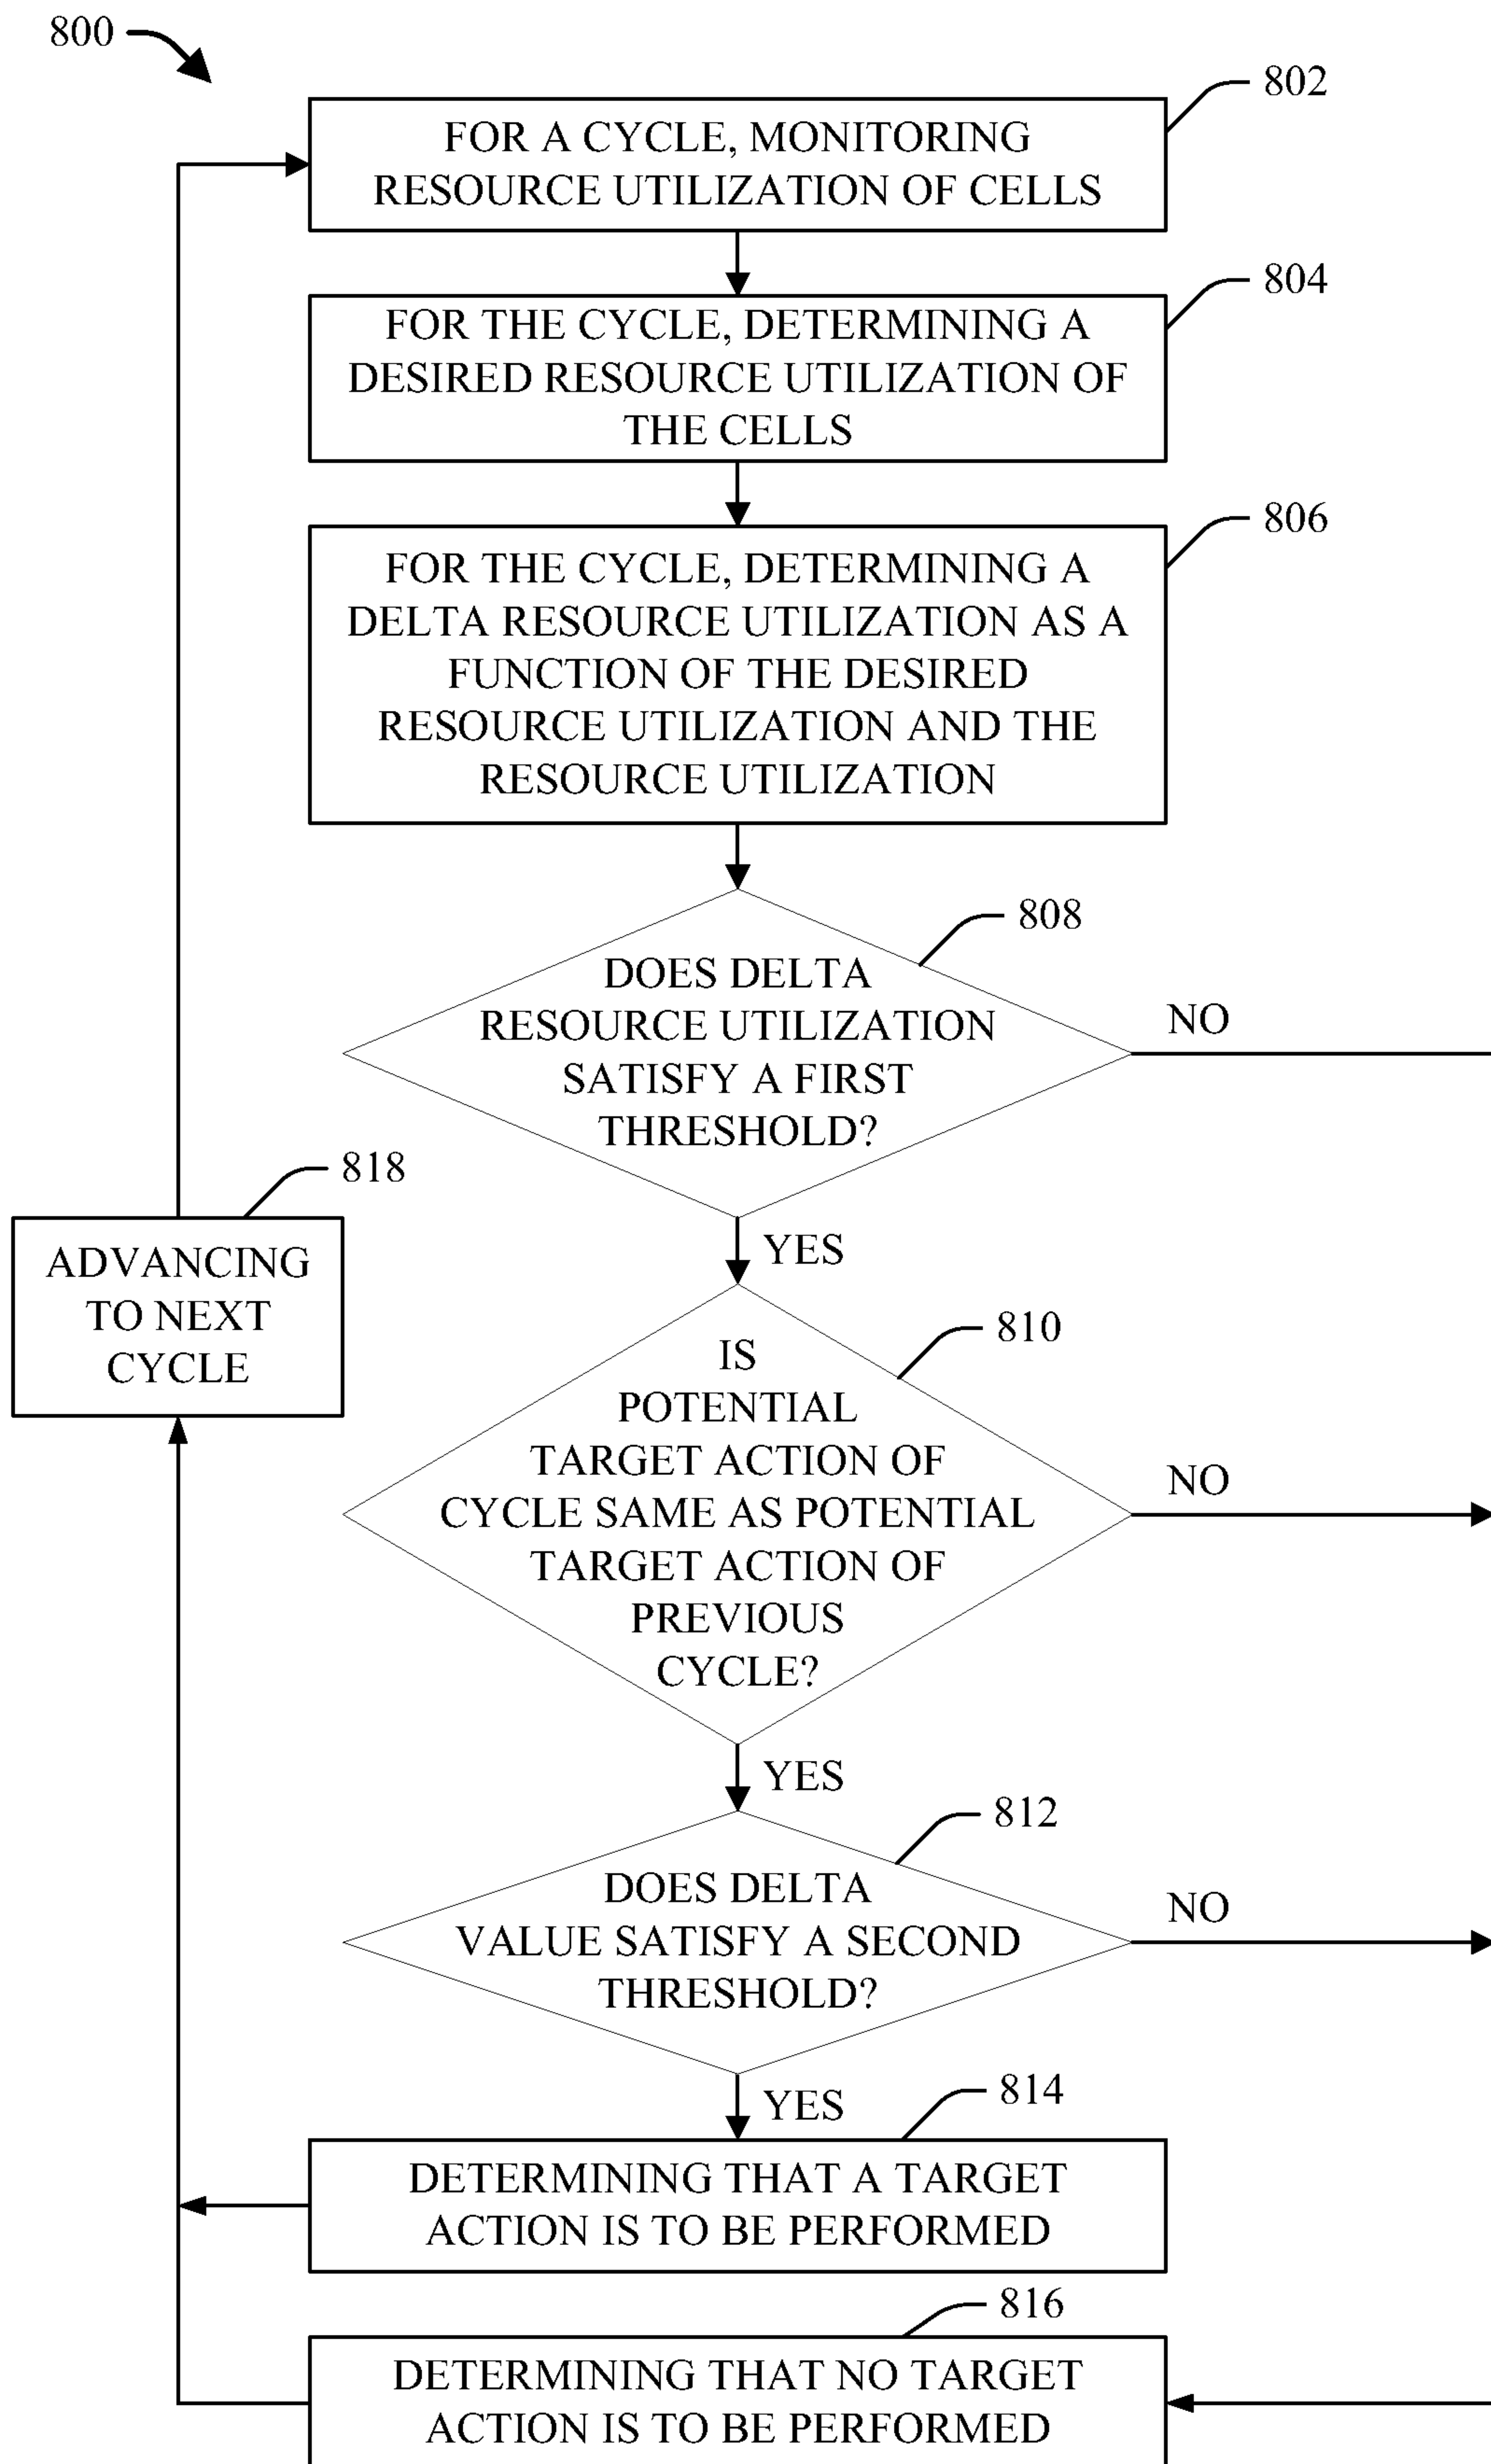 800
802
FOR A CYCLE, MONITORING
RESOURCE UTILIZATION OF CELLS
804
FOR THE CYCLE, DETERMINING A
DESIRED RESOURCE UTILIZATION OF
THE CELLS
806
FOR THE CYCLE, DETERMINING A
DELTA RESOURCE UTILIZATION AS A
FUNCTION OF THE DESIRED
RESOURCE UTILIZATION AND THE
RESOURCE UTILIZATION
808
DOES DELTA
RESOURCE UTILIZATION
SATISFY A FIRST
THRESHOLD?
NO
YES
818
ADVANCING
TO NEXT
CYCLE
810
IS
POTENTIAL
TARGET ACTION OF
CYCLE SAME AS POTENTIAL
TARGET ACTION OF
PREVIOUS
CYCLE?
NO
YES
812
DOES DELTA
VALUE SATISFY A SECOND
THRESHOLD?
NO
YES
814
DETERMINING THAT A TARGET
ACTION IS TO BE PERFORMED
816
DETERMINING THAT NO TARGET
ACTION IS TO BE PERFORMED